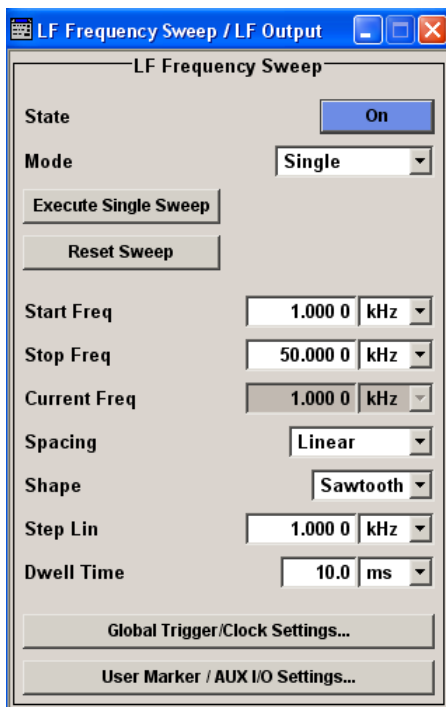 LF Frequency Sweep / LF Output
LF Frequency Sweep
State On
Mode Single
Execute Single Sweep
Reset Sweep
Start Freq 1.000 0 kHz
Stop Freq 50.000 0 kHz
Current Freq 1.000 0 kHz
Spacing Linear
Shape Sawtooth
Step Lin 1.000 0 kHz
Dwell Time 10.0 ms
Global Trigger/Clock Settings...
User Marker / AUX I/O Settings...